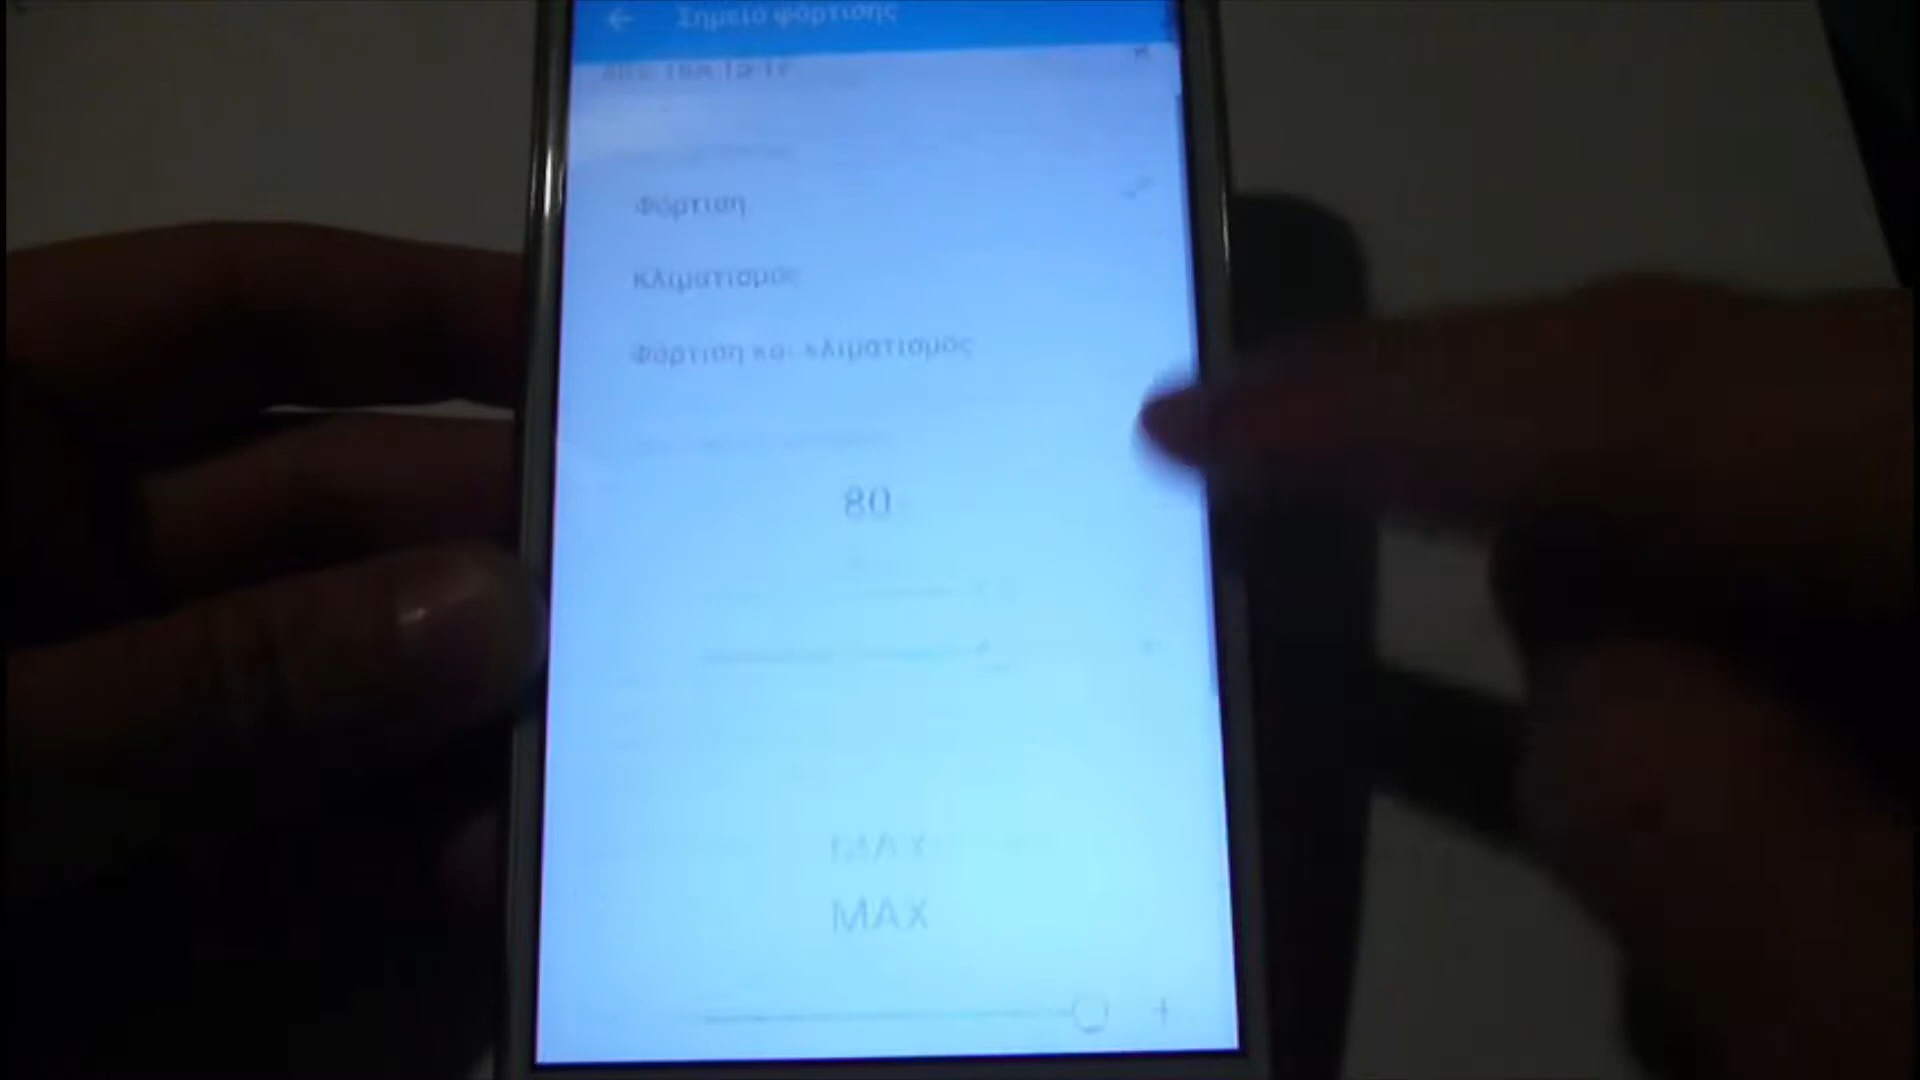 Σημείο φόρτισης
Φόρτιση
Κλιματισμός
Φόρτιση και κλιματισμός
80
MAX
MAX
+